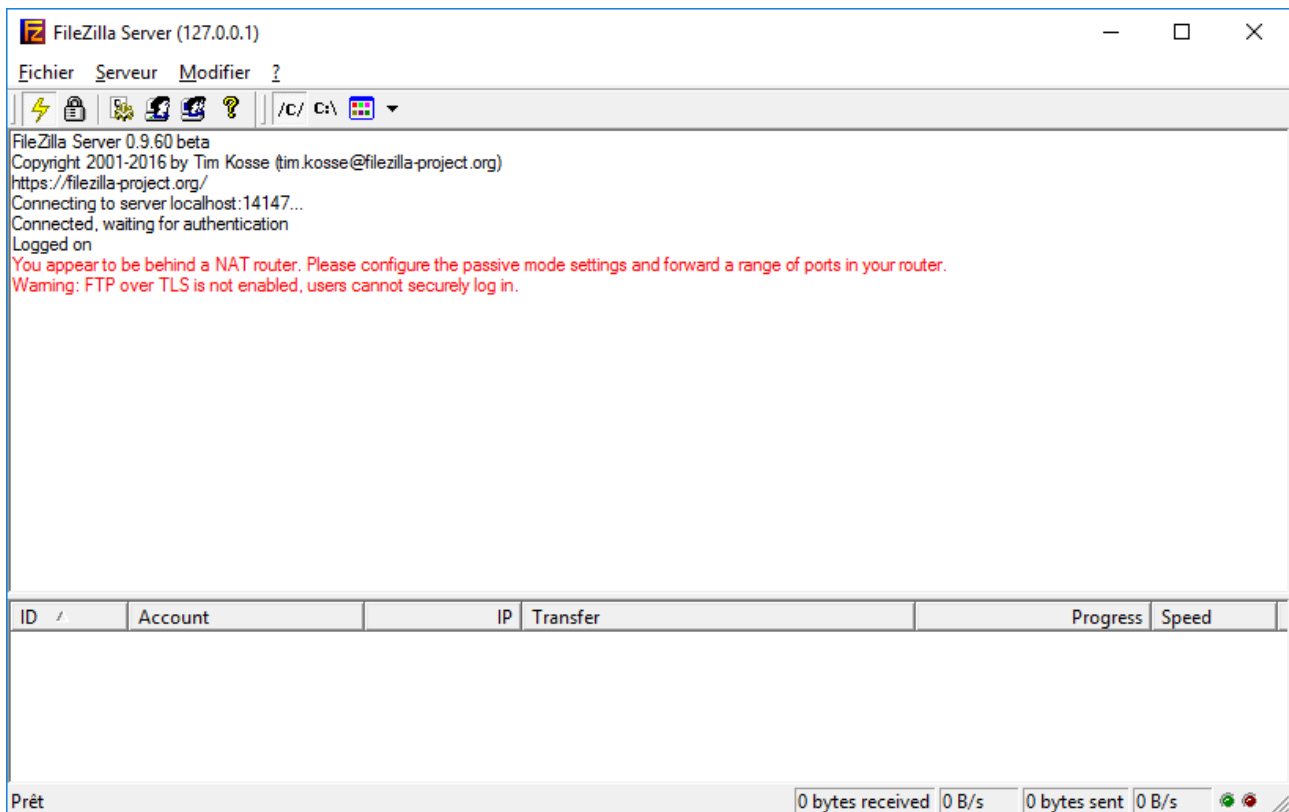 FileZilla Server (127.0.0.1)
Fichier Serveur Modifier ?
/C/ C:\
FileZilla Server 0.9.60 beta
Copyright 2001-2016 by Tim Kosse (tim.kosse@filezilla-project.org)
https://filezilla-project.org/
Connecting to server localhost:14147...
Connected, waiting for authentication
Logged on
You appear to be behind a NAT router. Please configure the passive mode settings and forward a range of ports in your router.
Warning: FTP over TLS is not enabled, users cannot securely log in.
ID Account IP Transfer Progress Speed
Prêt 0 bytes received 0 B/s 0 bytes sent 0 B/s